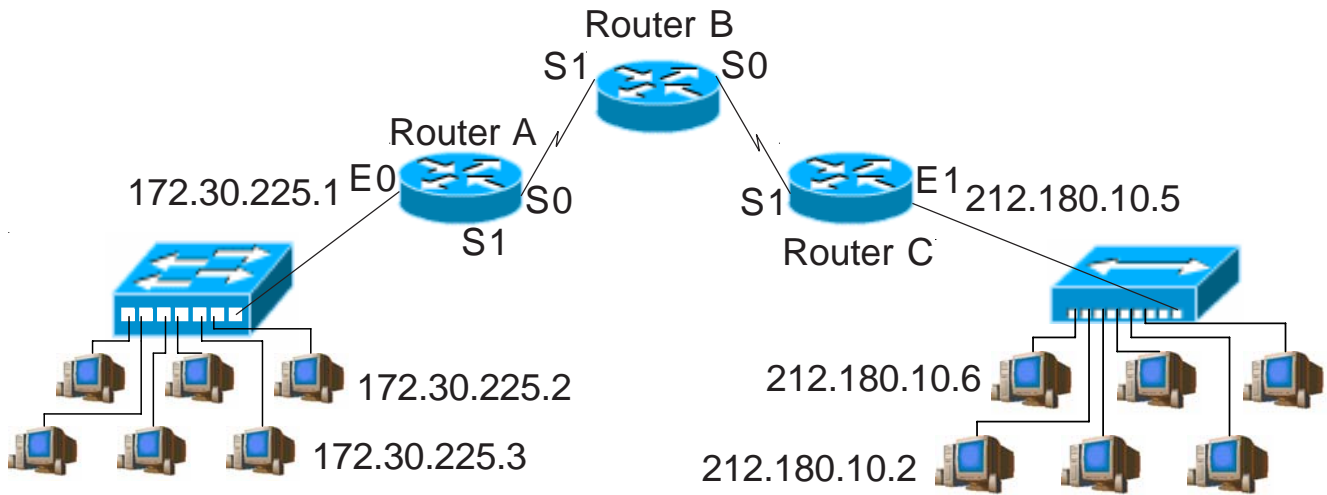 Router B
S1
S0
Router A
172.30.225.1
E0
S0
S1
S1
E1
212.180.10.5
Router C
172.30.225.2
172.30.225.3
212.180.10.6
212.180.10.2